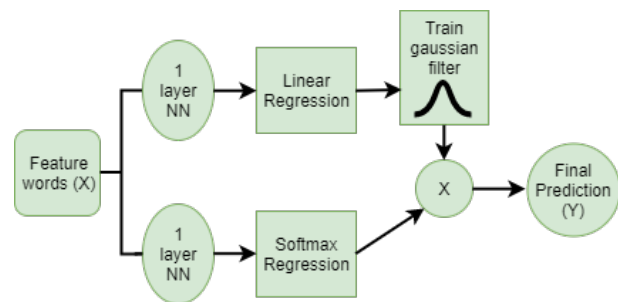 Feature
words (X)
1
layer
NN
Linear
Regression
Train
gaussian
filter
1
layer
NN
Softmax
Regression
X
Final
Prediction
(Y)